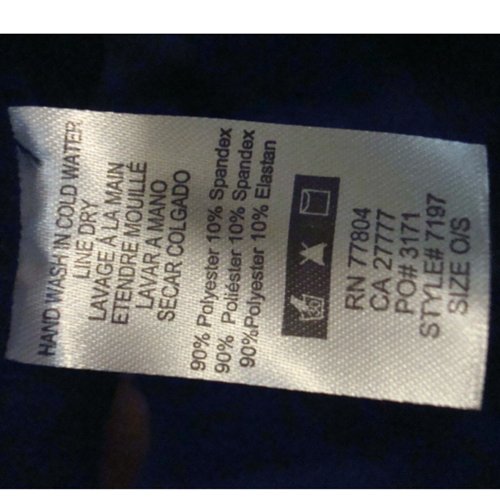 HAND WASH IN COLD WATER
LINE DRY
LAVAGE À LA MAIN
ETENDRE MOUILLÉ
LAVAR A MANO
SECAR COLGADO
90% Polyester 10% Spandex
90% Poliéster 10% Spandex
90%Polyester 10% Elastan
RN 77804
CA 27777
PO# 3171
STYLE# 7197
SIZE O/S